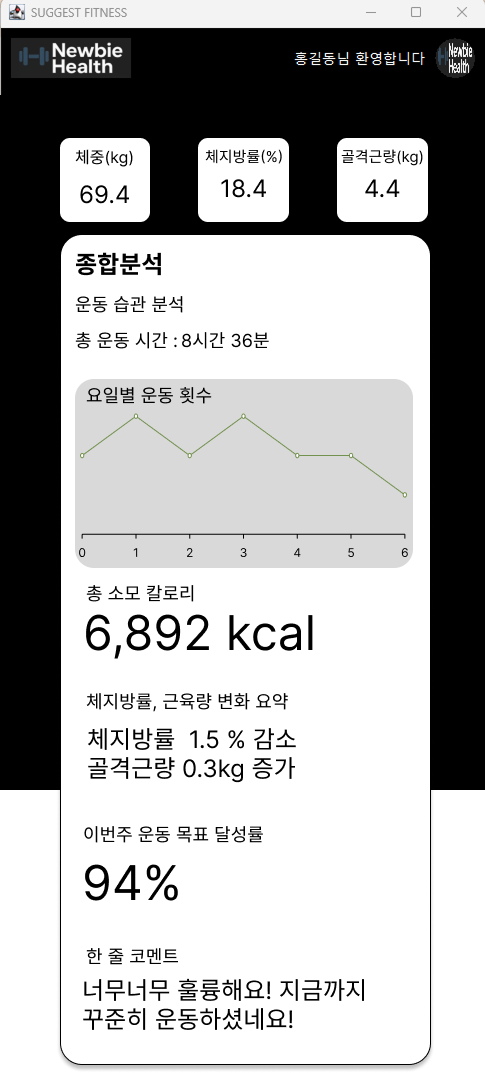 SUGGEST FITNESS
Newbie
Health
홍길동님 환영합니다
Newbie
Health
체중(kg)
69.4
체지방률(%)
18.4
골격근량(kg)
4.4
종합분석
운동 습관 분석
총 운동 시간 : 8시간 36분
요일별 운동 횟수
0 1 2 3 4 5 6
총 소모 칼로리
6,892 kcal
체지방률, 근육량 변화 요약
체지방률 1.5 % 감소
골격근량 0.3kg 증가
이번주 운동 목표 달성률
94%
한 줄 코멘트
너무너무 훌륭해요! 지금까지
꾸준히 운동하셨네요!